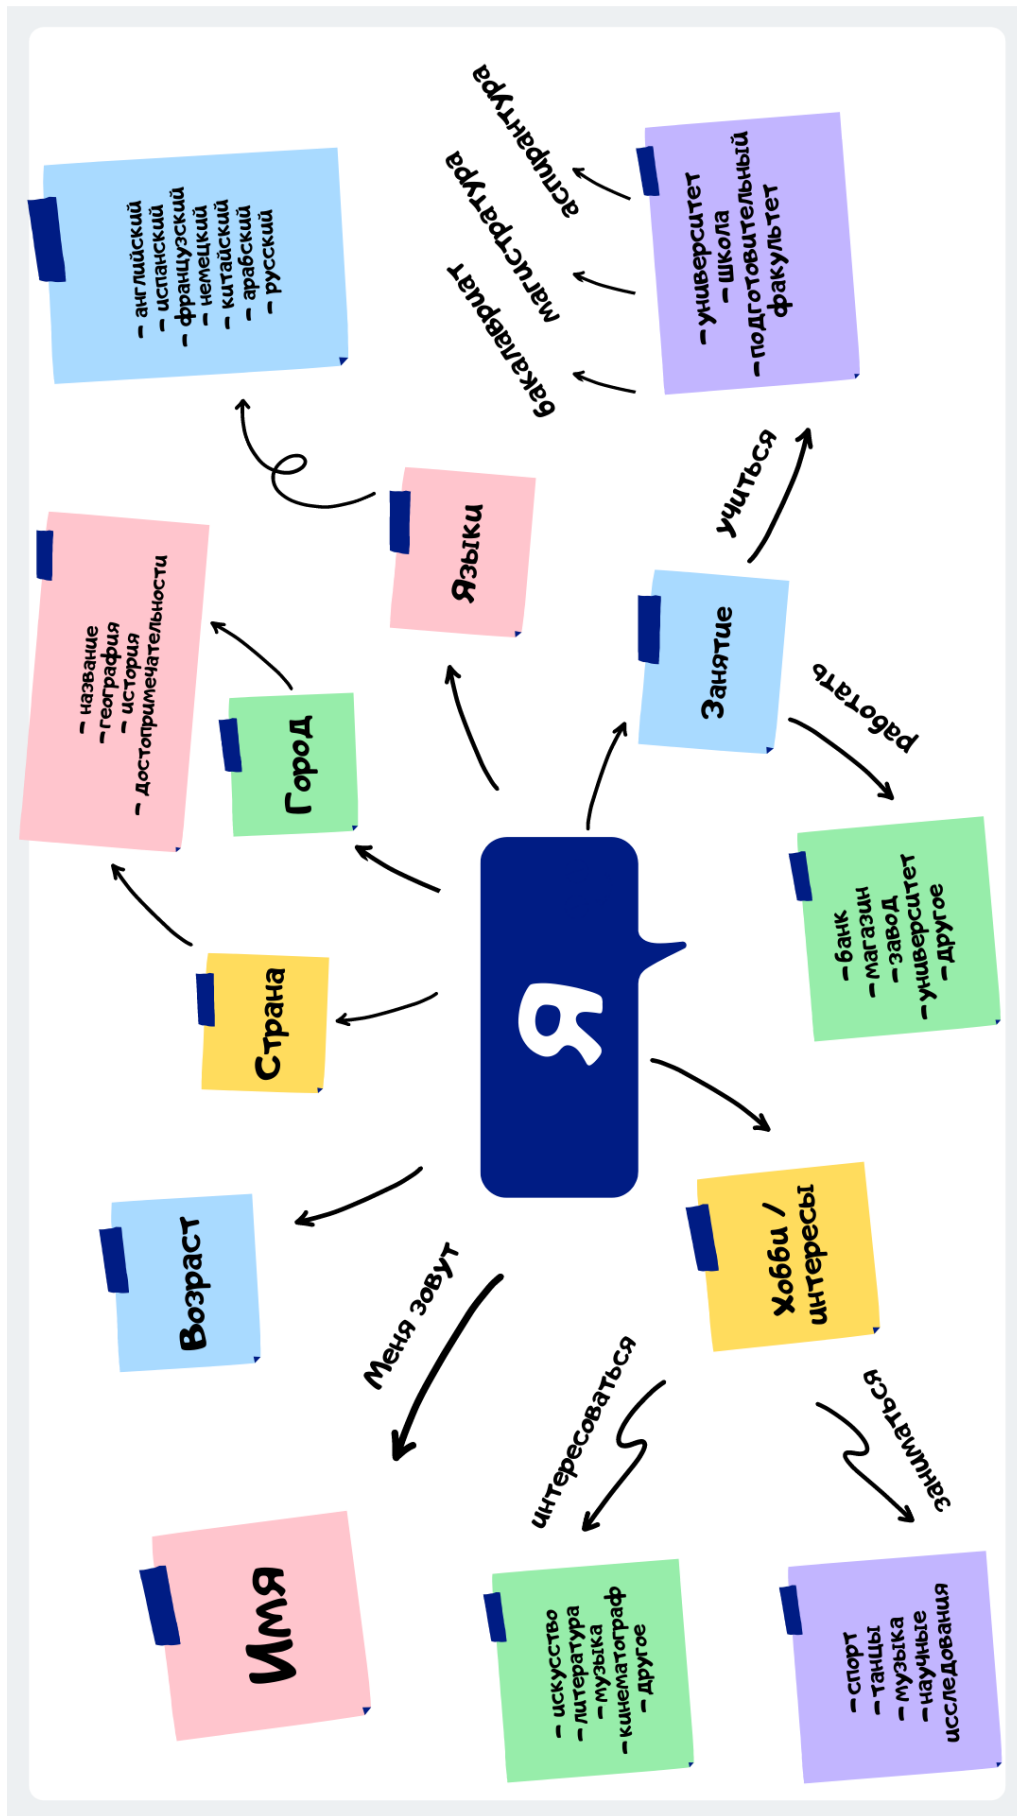 Имя
Меня зовут
Возраст
Страна
Город
- название
- география
- история
- достопримечательности
Языки
- английский
- испанский
- французский
- немецкий
- китайский
- арабский
- русский
Я
Занятие
учиться
- университет
- школа
- подготовительный
факультет
бакалавриат
магистратура
аспирантура
работать
- банк
- магазин
- завод
- университет
- другое
Хобби /
интересы
интересоваться
- искусство
- литература
- музыка
- кинематограф
- другое
заниматься
- спорт
- танцы
- музыка
- научные
исследования